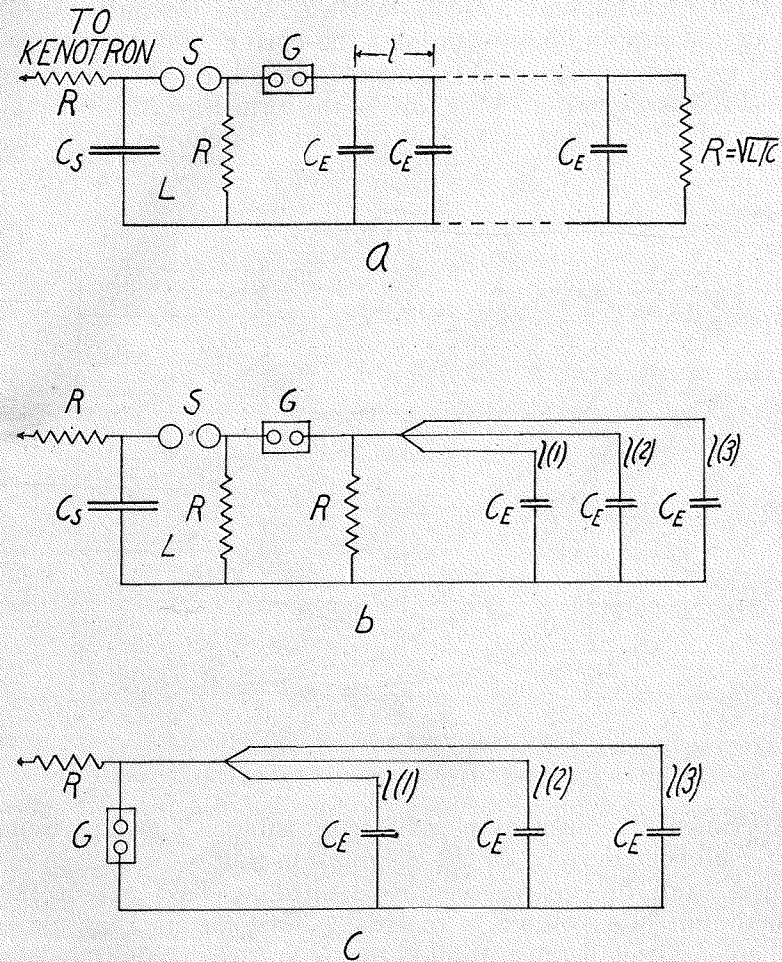 TO
KENOTRON
S
G
l
R
C_S
L
R
C_E
C_E
C_E
R=√L/C
a
R
S
G
C_S
L
R
R
l(1)
l(2)
l(3)
C_E
C_E
C_E
b
R
G
l(1)
l(2)
l(3)
C_E
C_E
C_E
C